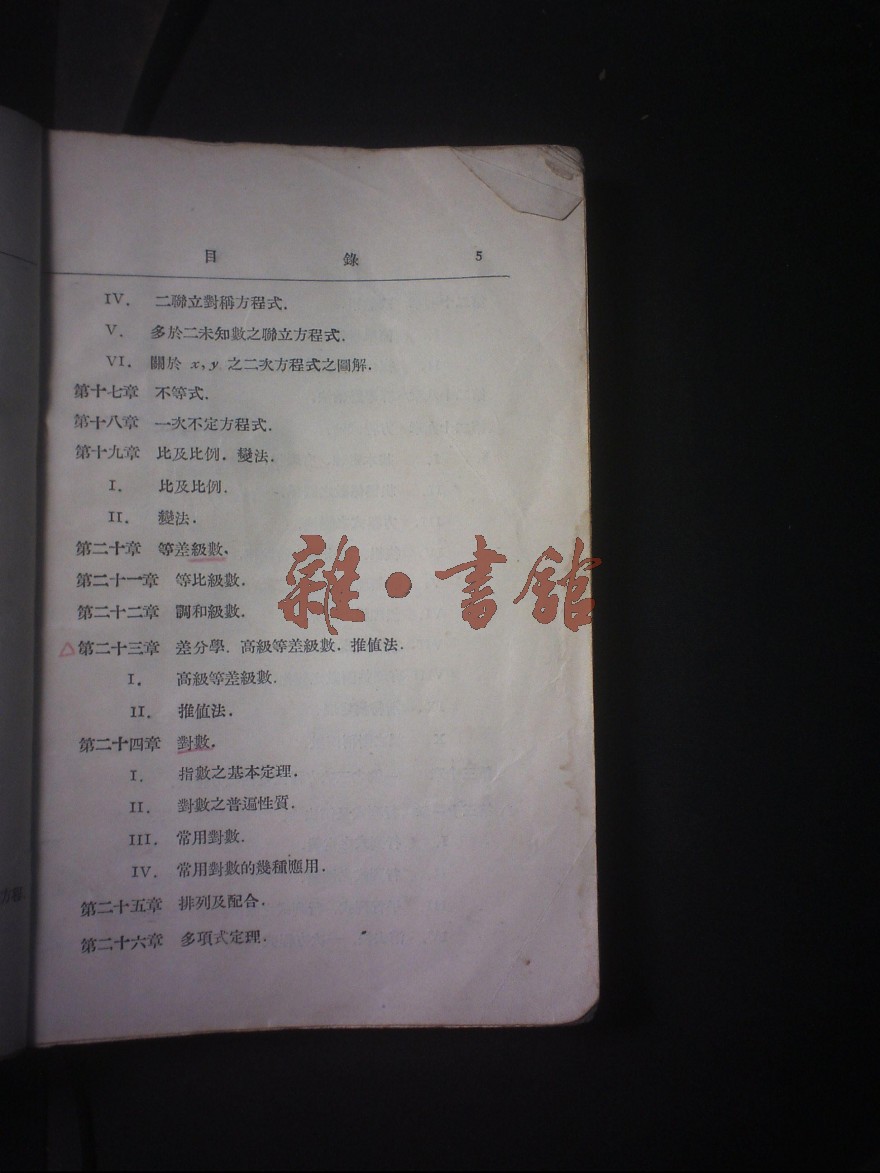 目 錄 5
IV. 二聯立對稱方程式.
V. 多於二未知數之聯立方程式.
VI. 關於 x, y 之二次方程式之圖解.
第十七章 不等式.
第十八章 一次不定方程式.
第十九章 比及比例. 變法.
I. 比及比例.
II. 變法.
第二十章 等差級數.
第二十一章 等比級數.
第二十二章 調和級數.
第二十三章 差分學. 高級等差級數. 推值法.
I. 高級等差級數.
II. 推值法.
第二十四章 對數.
I. 指數之基本定理.
II. 對數之普遍性質.
III. 常用對數.
IV. 常用對數的幾種應用.
第二十五章 排列及配合.
第二十六章 多項式定理.
雜·書館